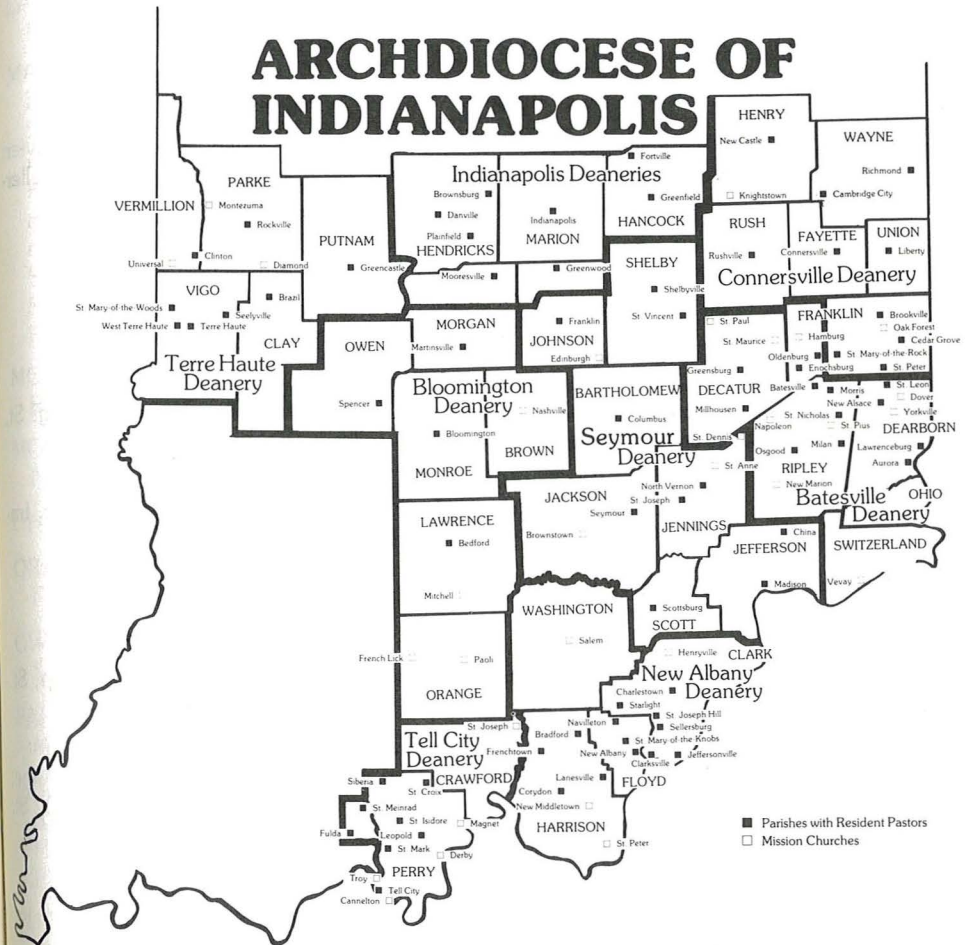 ARCHDIOCESE OF
INDIANAPOLIS
HENRY
New Castle
WAYNE
Richmond
Knightstown
Cambridge City
Fortville
Indianapolis Deaneries
Greenfield
HANCOCK
Brownsburg
Danville
Plainfield
HENDRICKS
Indianapolis
MARION
PARKE
VERMILLION
Montezuma
Rockville
PUTNAM
Clinton
Universal
Diamond
Greencastle
Mooresville
Greenwood
SHELBY
Shelbyville
St. Vincent
RUSH
Rushville
FAYETTE
Connersville
UNION
Liberty
Connersville Deanery
VIGO
St Mary-of-the Woods
Brazil
Seelyville
West Terre Haute
Terre Haute
CLAY
Terre Haute
Deanery
OWEN
Spencer
MORGAN
Martinsville
Franklin
JOHNSON
Edinburgh
St. Paul
St. Maurice
FRANKLIN
Hamburg
Brookville
Oak Forest
Cedar Grove
Oldenburg
St Mary-of-the-Rock
Enochsburg
St. Peter
Greensburg
DECATUR
Millhousen
Batesville
Morris
St. Leon
Dover
New Alsace
Yorkville
St. Nicholas
Napoleon
St. Pius
DEARBORN
St. Dennis
Osgood
Milan
Lawrenceburg
Aurora
RIPLEY
New Marion
Batesville
Deanery
OHIO
Bloomington
Deanery
Nashville
Bloomington
BROWN
MONROE
BARTHOLOMEW
Columbus
Seymour
Deanery
St. Anne
North Vernon
St. Joseph
Seymour
JACKSON
Brownstown
JENNINGS
LAWRENCE
Bedford
Mitchell
China
JEFFERSON
SWITZERLAND
Madison
Vevay
WASHINGTON
Salem
Scottsburg
SCOTT
French Lick
Paoli
ORANGE
Henryville
CLARK
New Albany
Deanery
Charlestown
Starlight
St. Joseph Hill
Sellersburg
Navilleton
Bradford
St. Mary-of-the-Knobs
New Albany
Clarksville
Jeffersonville
FLOYD
St. Joseph
Tell City
Deanery
Frenchtown
CRAWFORD
Lanesville
Corydon
New Middletown
HARRISON
St. Peter
Siberia
St. Croix
St. Meinrad
St. Isidore
Magnet
Fulda
Leopold
St. Mark
Derby
PERRY
Troy
Tell City
Cannelton
Parishes with Resident Pastors
Mission Churches